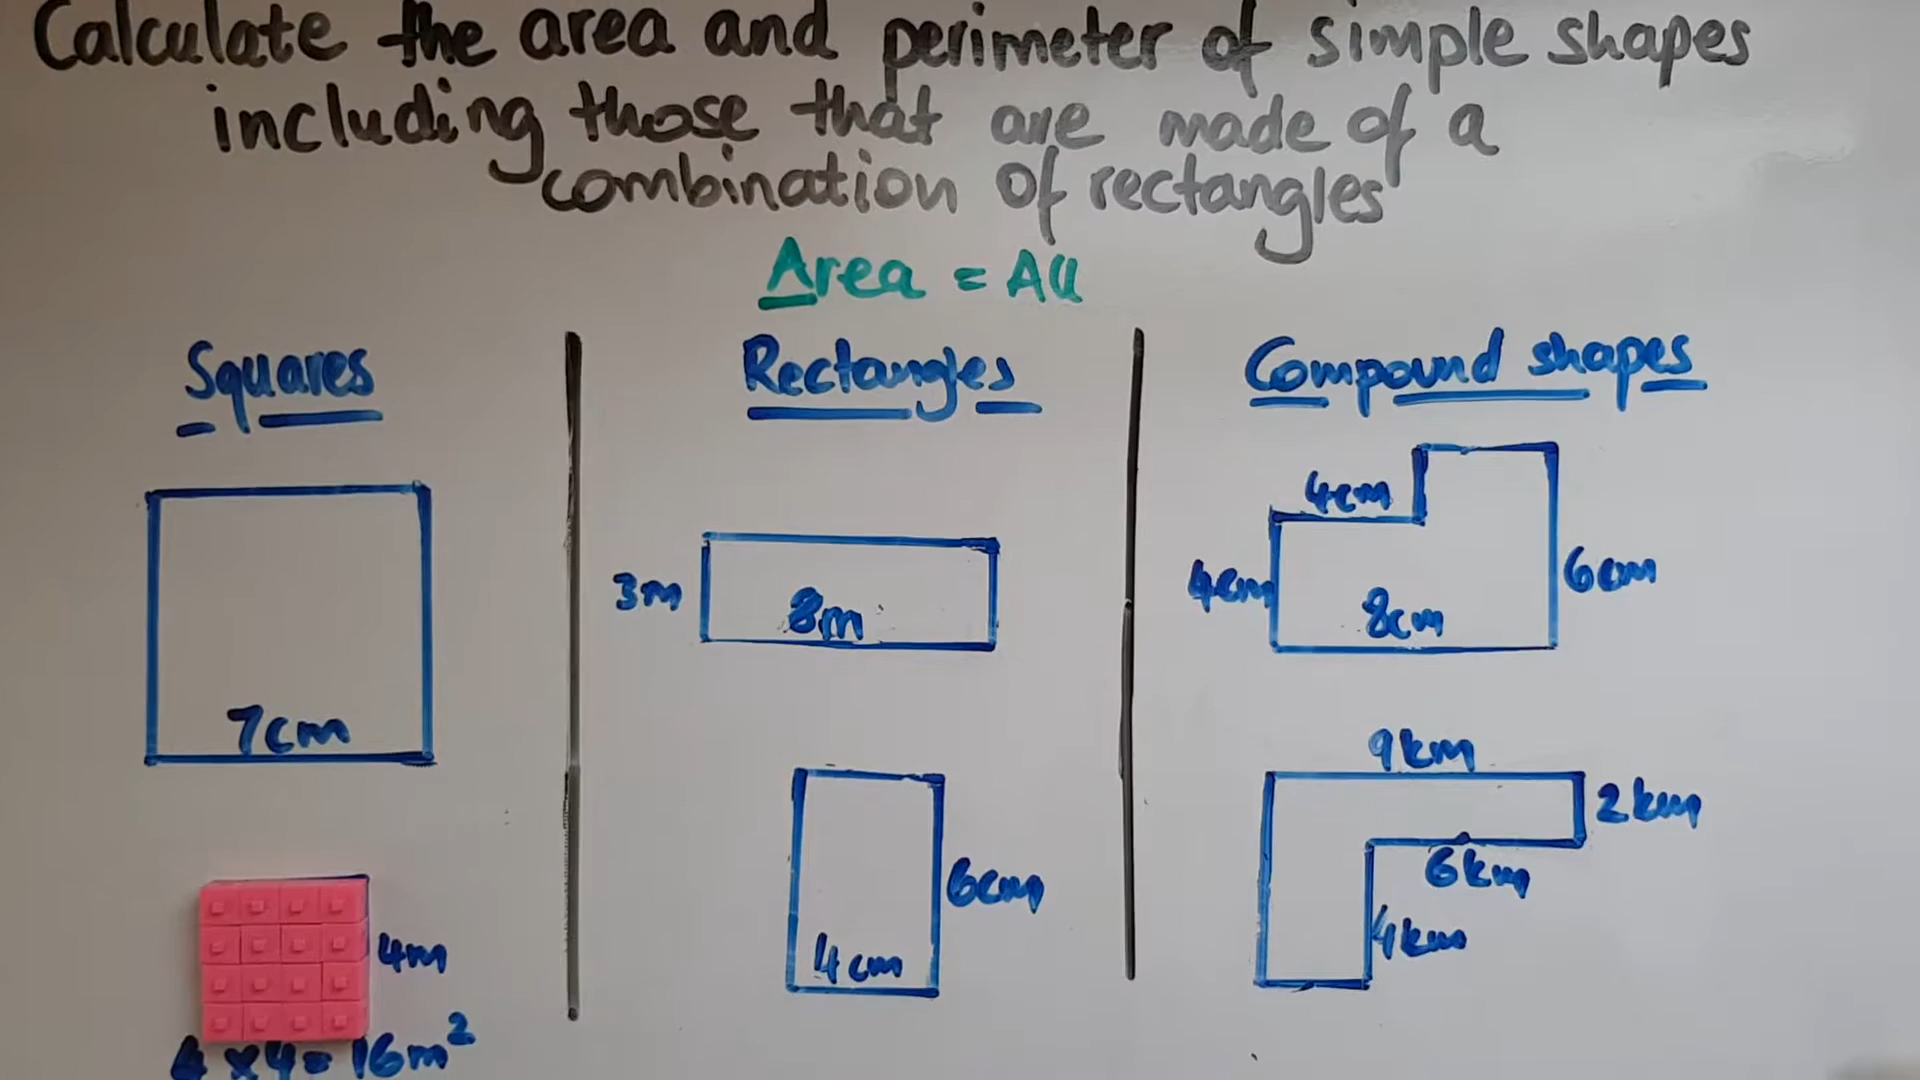 Calculate the area and perimeter of simple shapes
including those that are made of a
combination of rectangles
Area = All
Squares
7cm
4m
4 x 4 = 16m²
Rectangles
3m
8m
6cm
4cm
Compound shapes
4cm
4cm
6cm
8cm
9km
2km
6km
4km